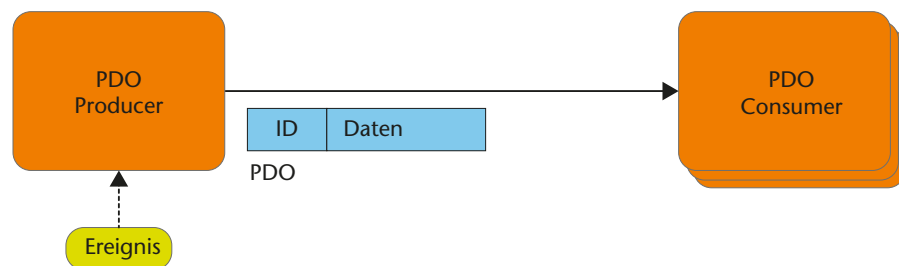 PDO
Producer
PDO
Consumer
ID
Daten
PDO
Ereignis